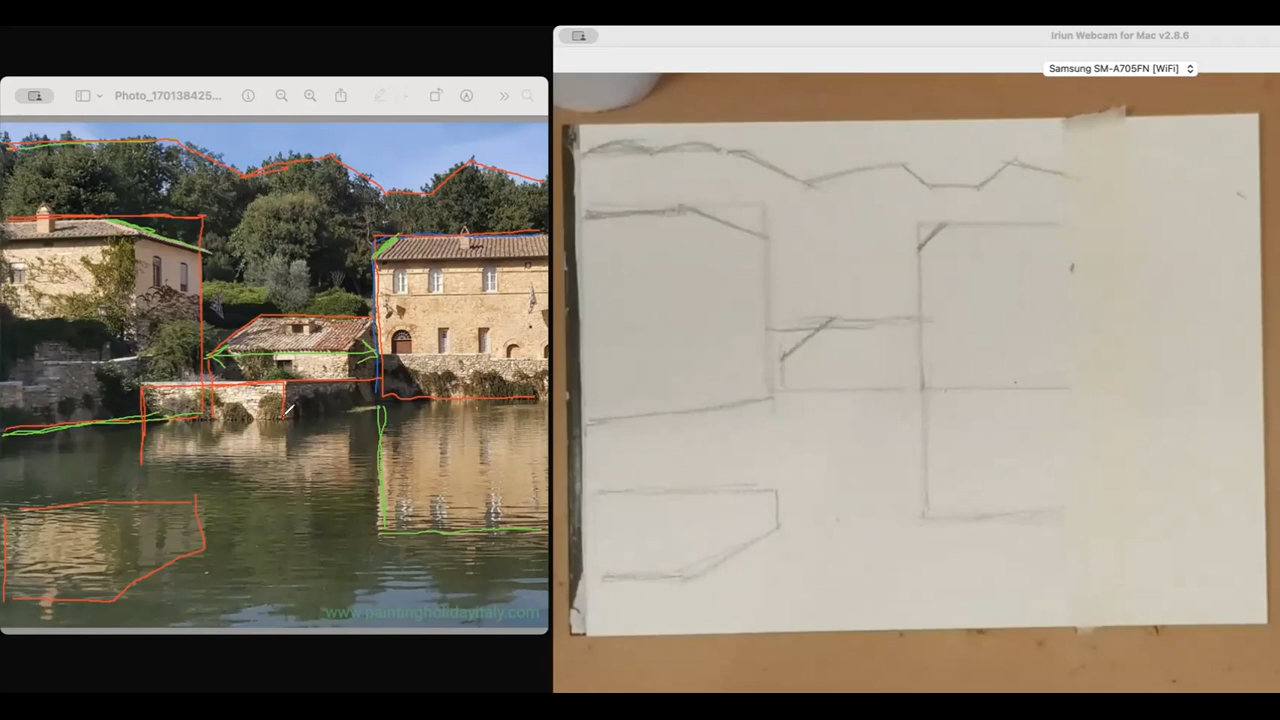 Iriun Webcam for Mac v2.8.6
Samsung SM-A705FN [WiFi]
Photo_170138425...
www.paintingholidayitaly.com